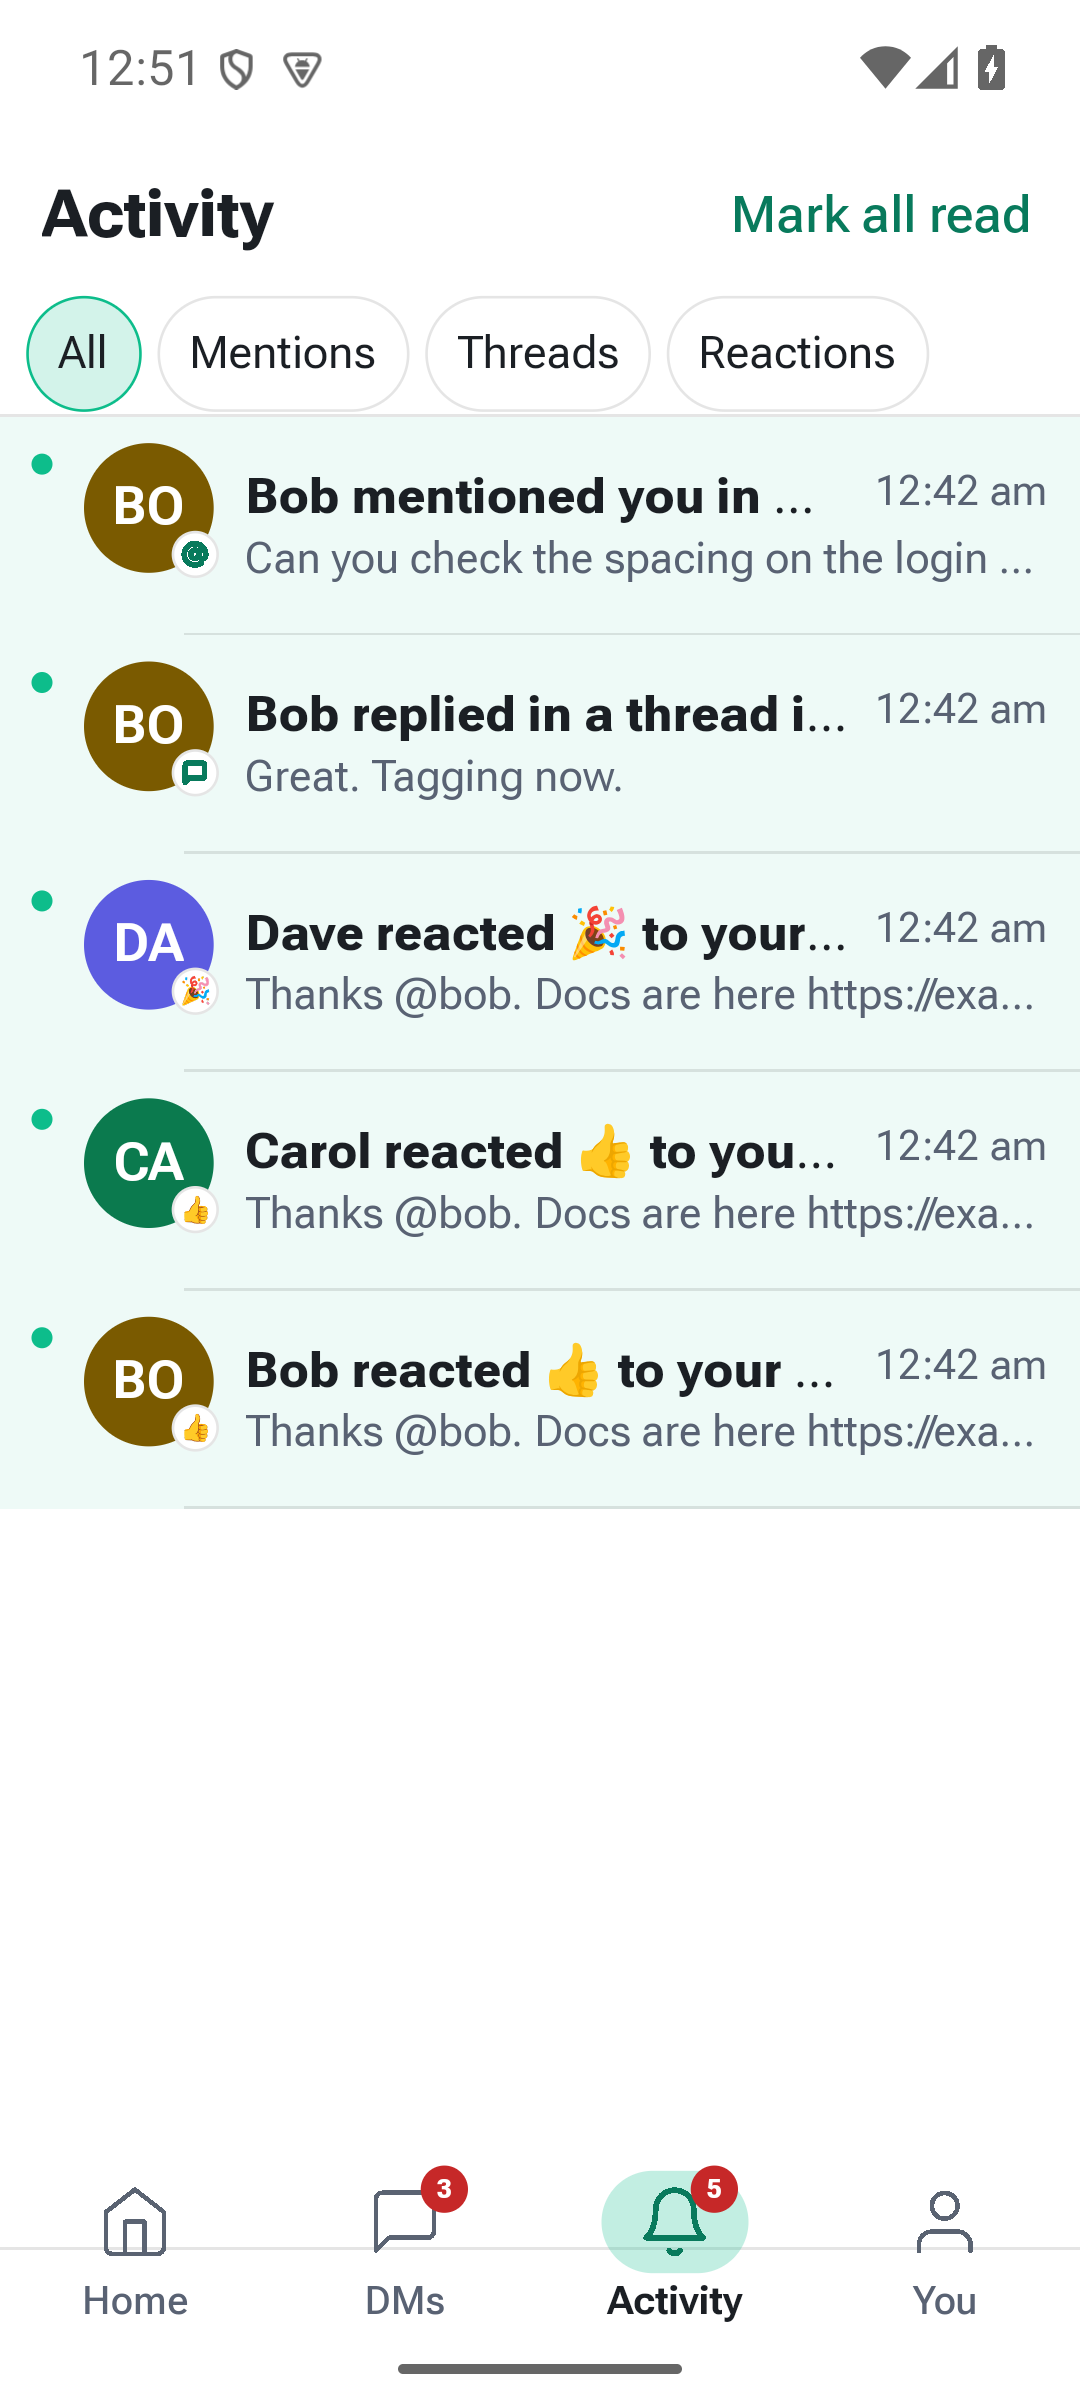 12:51
Activity
Mark all read
All
Mentions
Threads
Reactions
BO
Bob mentioned you in ...
12:42 am
Can you check the spacing on the login ...
BO
Bob replied in a thread i...
12:42 am
Great. Tagging now.
DA
Dave reacted 🎉 to your...
12:42 am
Thanks @bob. Docs are here https://exa...
CA
Carol reacted 👍 to you...
12:42 am
Thanks @bob. Docs are here https://exa...
BO
Bob reacted 👍 to your ...
12:42 am
Thanks @bob. Docs are here https://exa...
3
5
Home
DMs
Activity
You